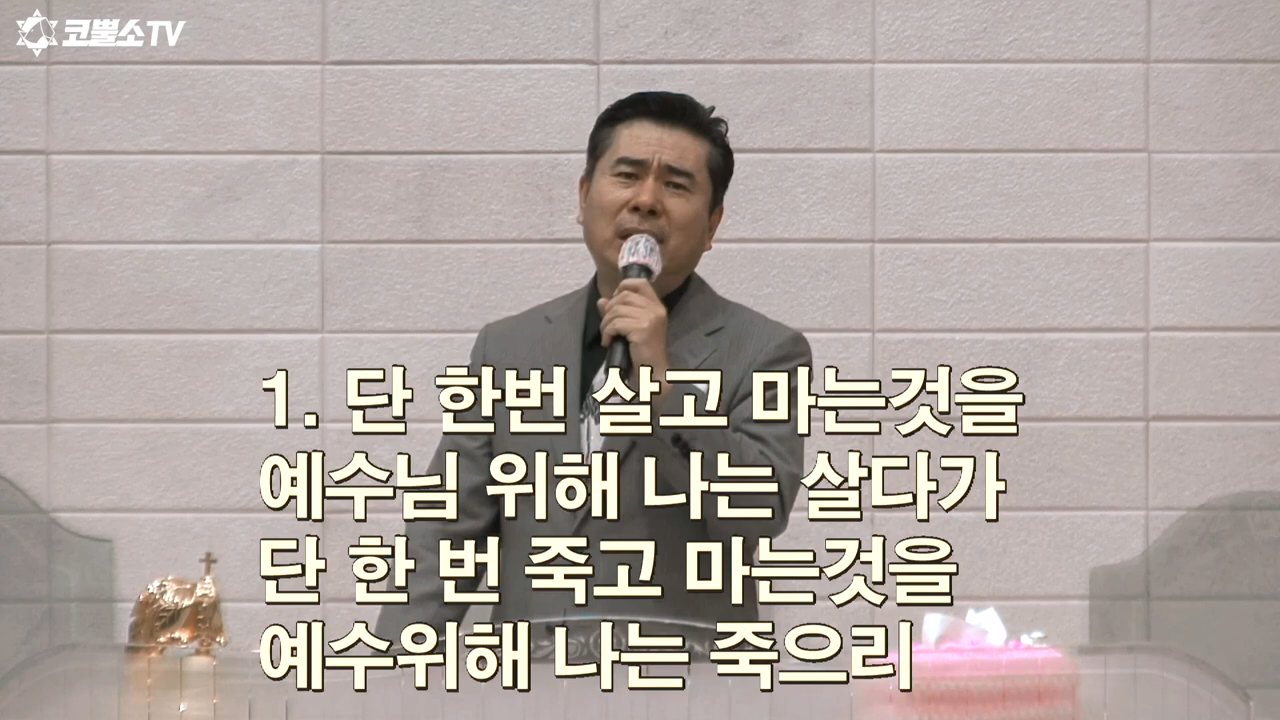 코뿔소TV
1. 단 한번 살고 마는것을
예수님 위해 나는 살다가
단 한 번 죽고 마는것을
예수위해 나는 죽으리